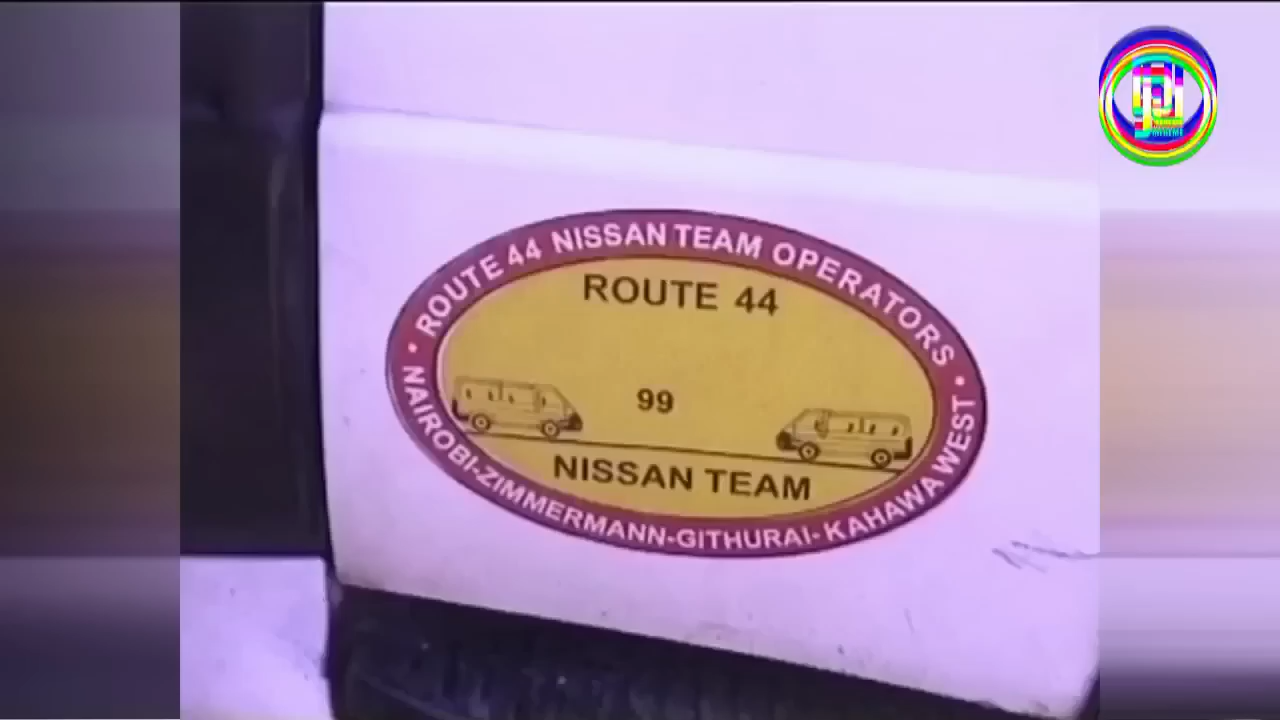 ROUTE 44 NISSAN TEAM OPERATORS
ROUTE 44
99
NISSAN TEAM
NAIROBI-ZIMMERMANN-GITHURAI-KAHAWA WEST